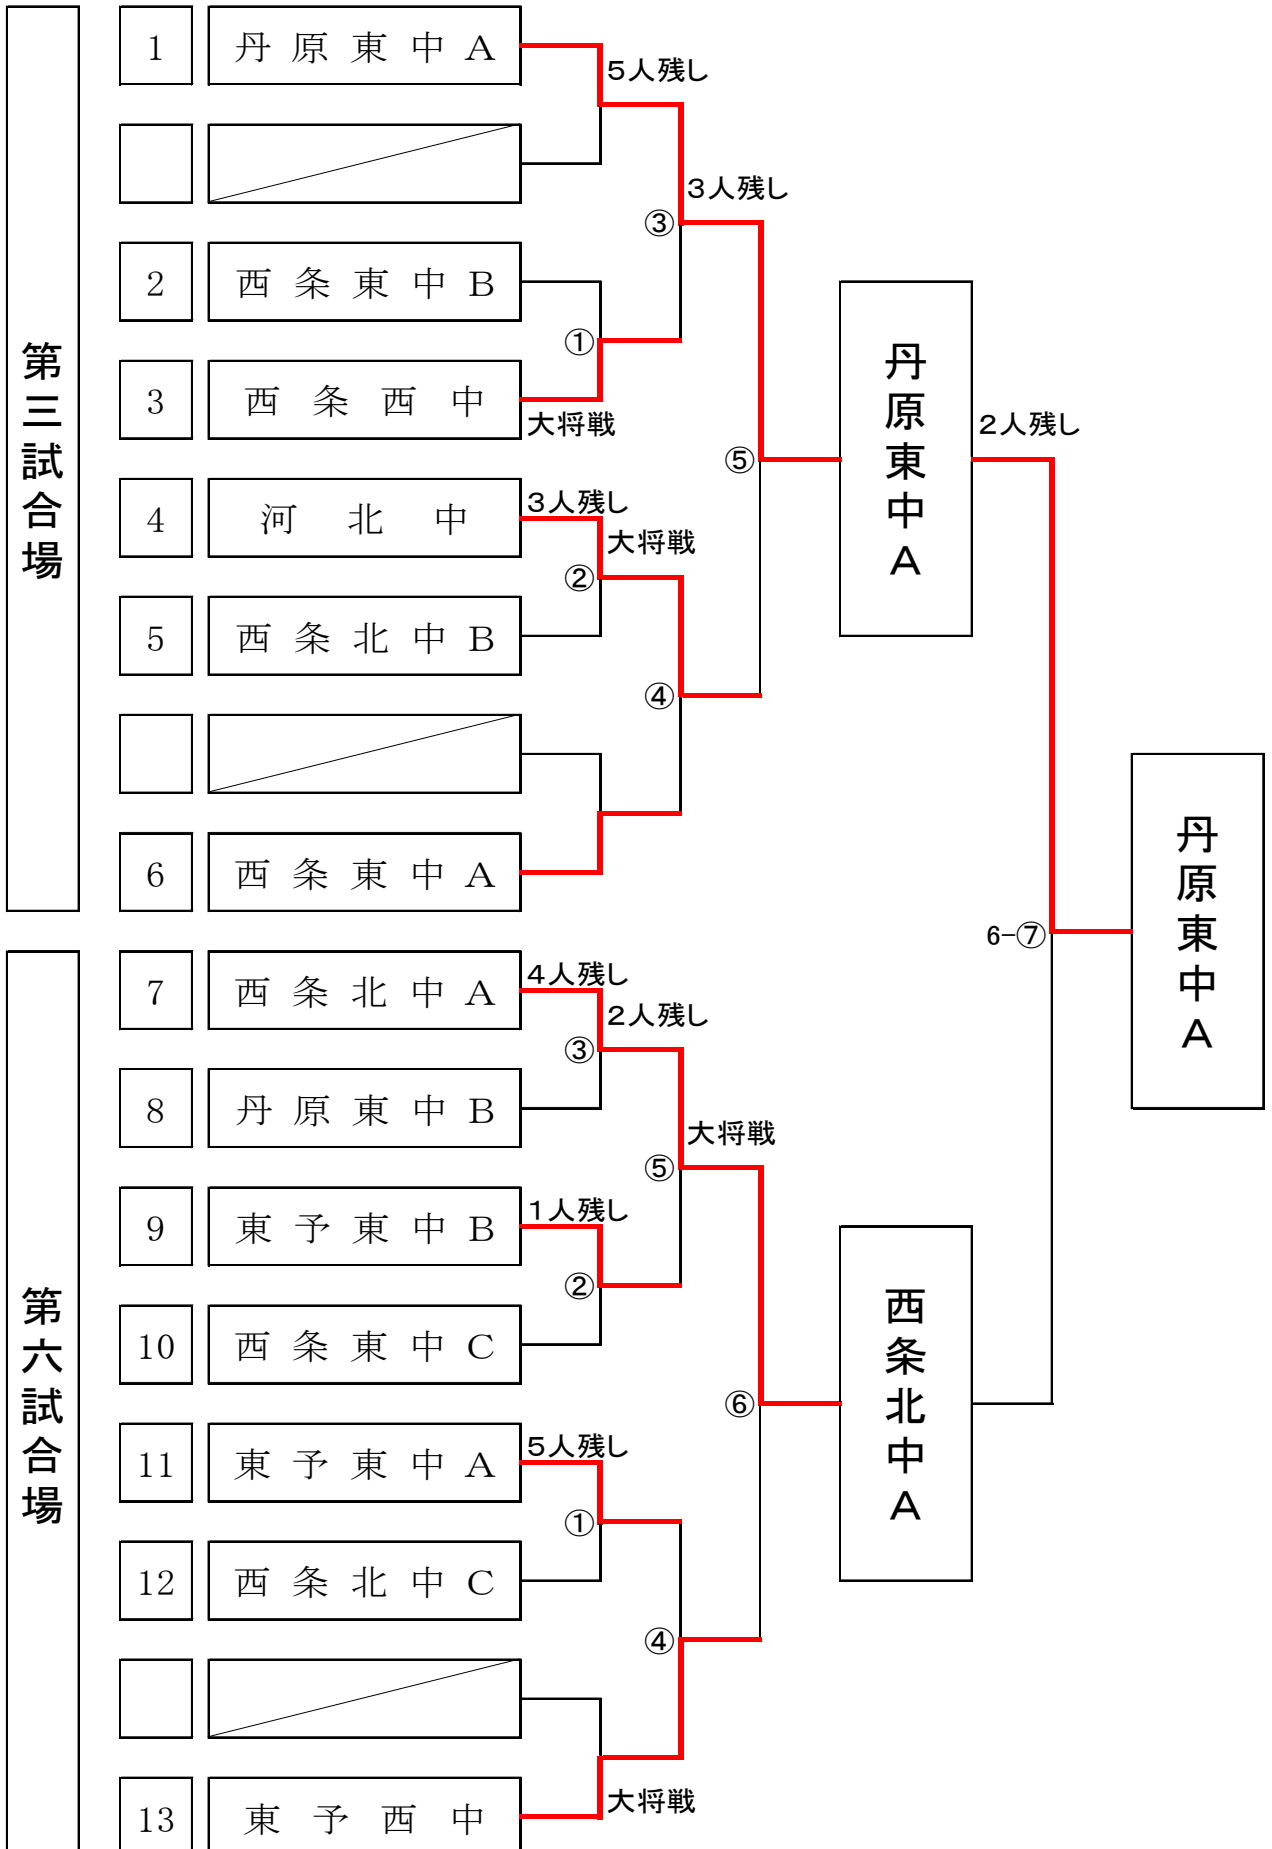 第三試合場
1 丹原東中A
5人残し
3人残し
③
2 西条東中B
①
3 西条西中
大将戦
⑤
4 河北中
3人残し
大将戦
②
5 西条北中B
④
6 西条東中A
丹原東中A
2人残し
6-⑦
丹原東中A
第六試合場
7 西条北中A
4人残し
2人残し
③
8 丹原東中B
大将戦
⑤
9 東予東中B
1人残し
②
10 西条東中C
⑥
11 東予東中A
5人残し
①
12 西条北中C
④
13 東予西中
大将戦
西条北中A